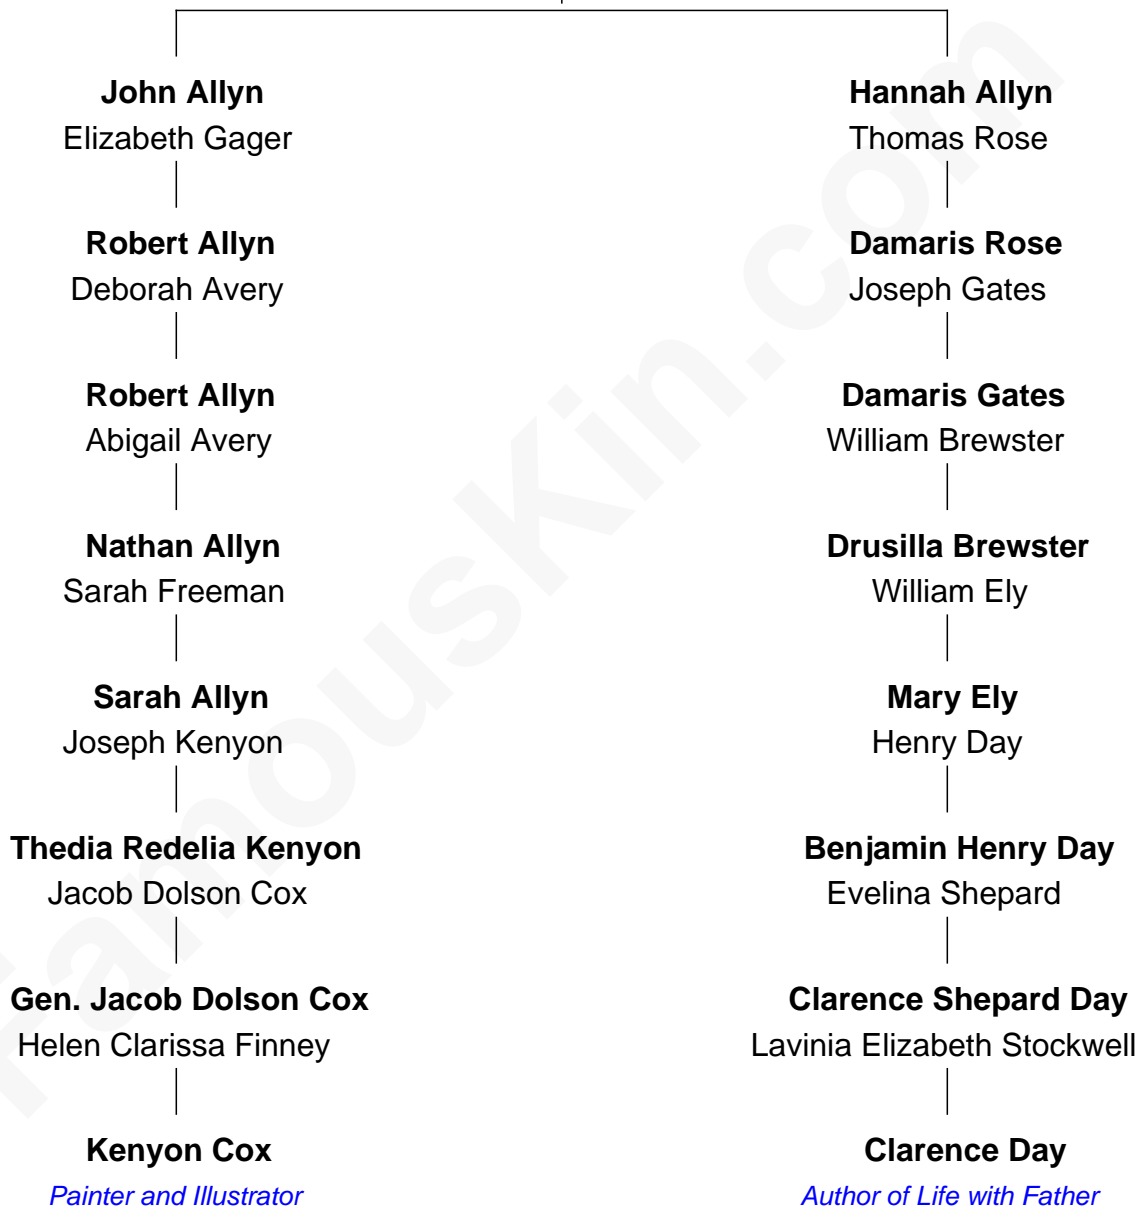 John Allyn
Elizabeth Gager
Robert Allyn
Deborah Avery
Robert Allyn
Abigail Avery
Nathan Allyn
Sarah Freeman
Sarah Allyn
Joseph Kenyon
Thedia Redelia Kenyon
Jacob Dolson Cox
Gen. Jacob Dolson Cox
Helen Clarissa Finney
Kenyon Cox
Painter and Illustrator
Hannah Allyn
Thomas Rose
Damaris Rose
Joseph Gates
Damaris Gates
William Brewster
Drusilla Brewster
William Ely
Mary Ely
Henry Day
Benjamin Henry Day
Evelina Shepard
Clarence Shepard Day
Lavinia Elizabeth Stockwell
Clarence Day
Author of Life with Father
FamousKin.com